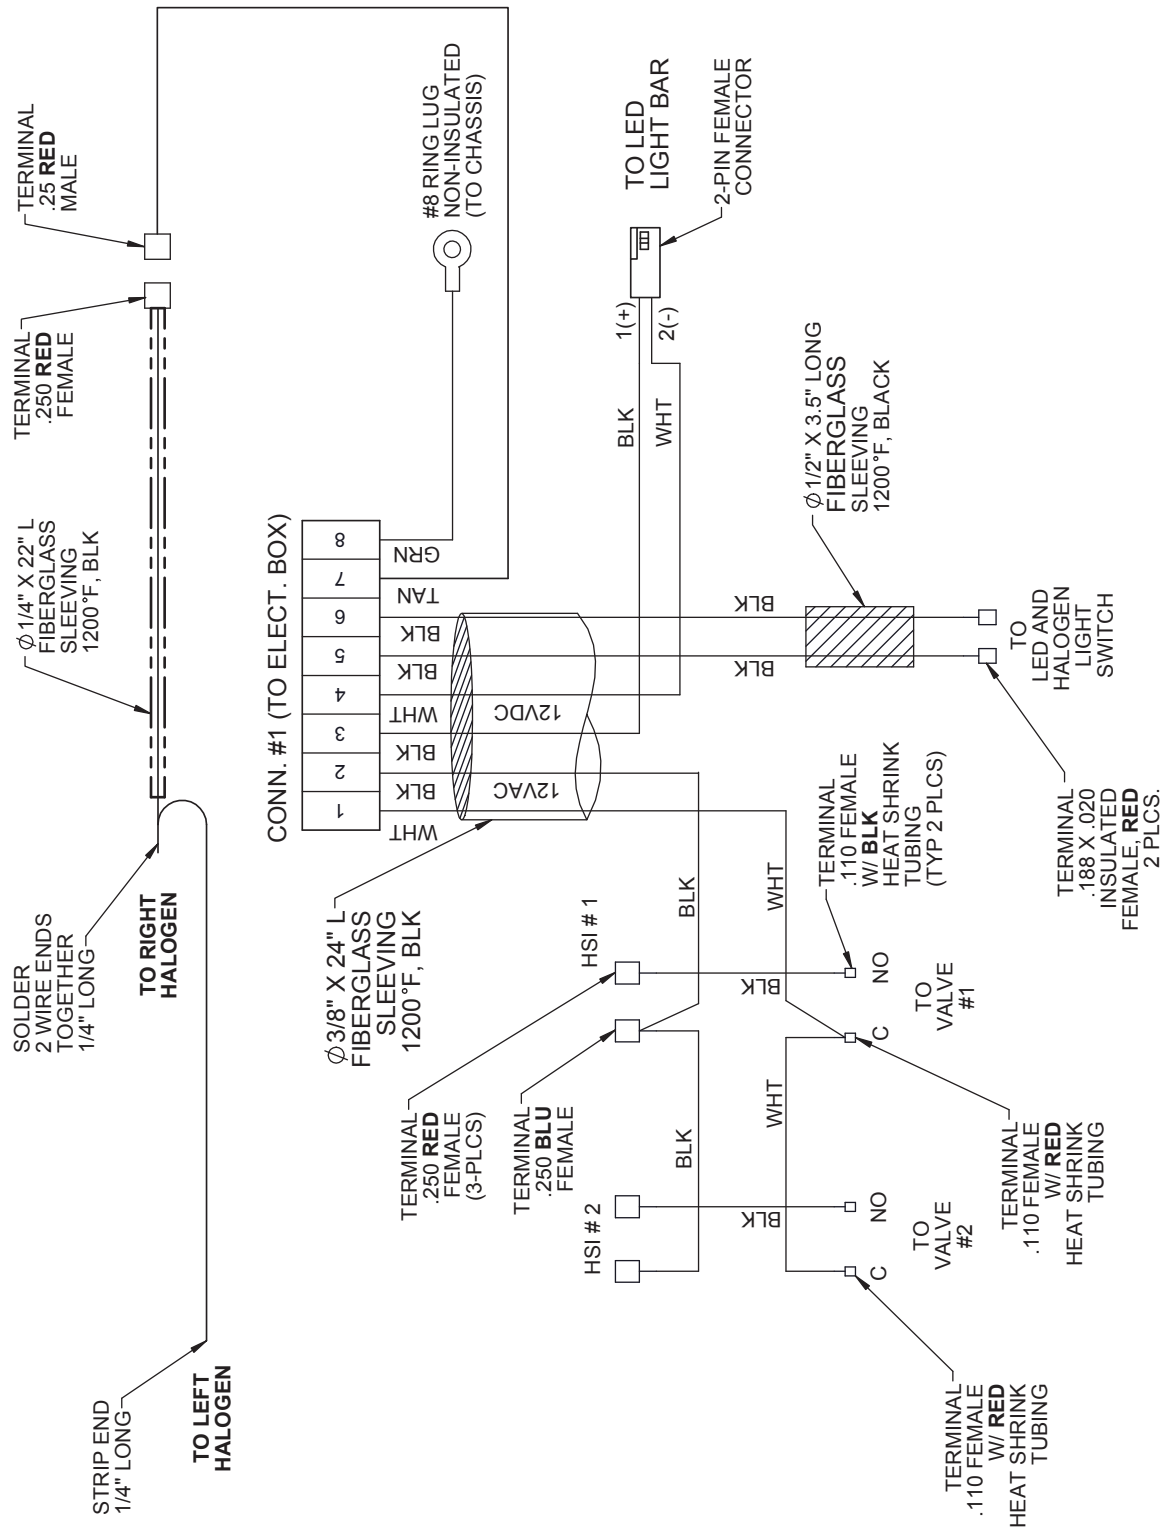 STRIP END
1/4" LONG
TO LEFT
HALOGEN
SOLDER
2 WIRE ENDS
TOGETHER
1/4" LONG
TO RIGHT
HALOGEN
Ø 1/4" X 22" L
FIBERGLASS
SLEEVING
1200°F, BLK
TERMINAL
.250 RED
FEMALE
TERMINAL
.25 RED
MALE
CONN. #1 (TO ELECT. BOX)
1
2
3
4
5
6
7
8
WHT
BLK
BLK
WHT
BLK
BLK
TAN
GRN
12VAC
12VDC
#8 RING LUG
NON-INSULATED
(TO CHASSIS)
Ø 3/8" X 24" L
FIBERGLASS
SLEEVING
1200°F, BLK
TO LED
LIGHT BAR
1(+)
2(-)
2-PIN FEMALE
CONNECTOR
BLK
WHT
HSI # 1
HSI # 2
TERMINAL
.250 RED
FEMALE
(3-PLCS)
TERMINAL
.250 BLU
FEMALE
BLK
BLK
WHT
WHT
BLK
BLK
BLK
BLK
Ø 1/2" X 3.5" LONG
FIBERGLASS
SLEEVING
1200°F, BLACK
TERMINAL
.110 FEMALE
W/ BLK
HEAT SHRINK
TUBING
(TYP 2 PLCS)
C
NO
TO
VALVE
#2
C
NO
TO
VALVE
#1
TO
LED AND
HALOGEN
LIGHT
SWITCH
TERMINAL
.110 FEMALE
W/ RED
HEAT SHRINK
TUBING
TERMINAL
.110 FEMALE
W/ RED
HEAT SHRINK
TUBING
TERMINAL
.188 X .020
INSULATED
FEMALE, RED
2 PLCS.